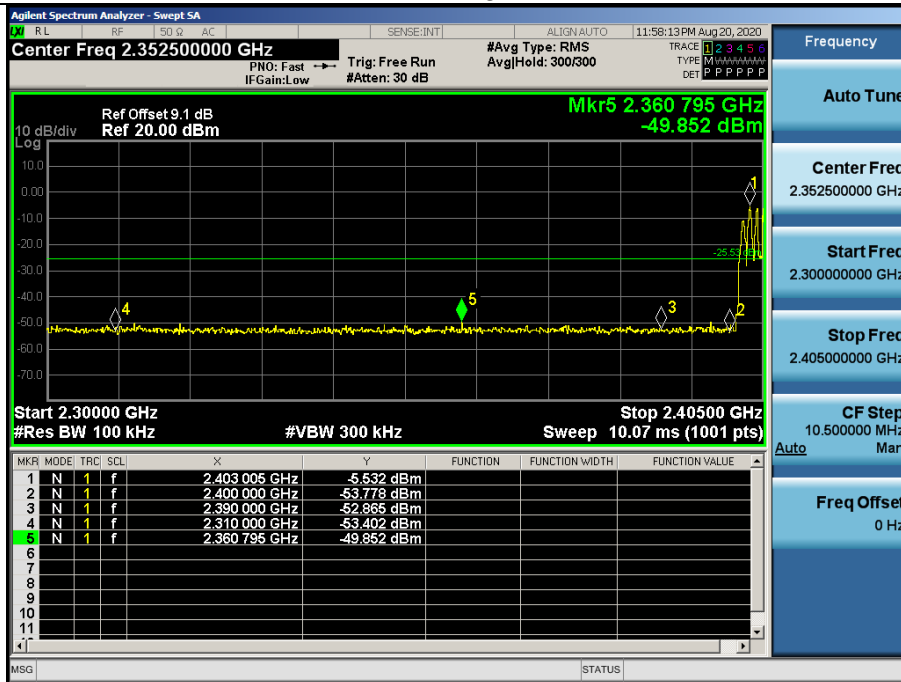 Agilent Spectrum Analyzer - Swept SA
LXI RL RF 50 Ω AC SENSE:INT ALIGN AUTO 11:58:13 PM Aug 20, 2020
Center Freq 2.352500000 GHz #Avg Type: RMS TRACE 1 2 3 4 5 6
PNO: Fast Trig: Free Run Avg|Hold: 300/300 TYPE M WWWWW
IFGain:Low #Atten: 30 dB DET P P P P P P
Frequency
Auto Tune
Center Freq
2.352500000 GHz
Start Freq
2.300000000 GHz
Stop Freq
2.405000000 GHz
CF Step
10.500000 MHz
Auto Man
Freq Offset
0 Hz
Mkr5 2.360 795 GHz
-49.852 dBm
Ref Offset 9.1 dB
10 dB/div Ref 20.00 dBm
Log
10.0
0.00
-10.0
-20.0
-30.0
-40.0
-50.0
-60.0
-70.0
1
-25.53 dBm
4
5
3
2
Start 2.30000 GHz Stop 2.40500 GHz
#Res BW 100 kHz #VBW 300 kHz Sweep 10.07 ms (1001 pts)
MKR MODE TRC SCL X Y FUNCTION FUNCTION WIDTH FUNCTION VALUE
1 N 1 f 2.403 005 GHz -5.532 dBm
2 N 1 f 2.400 000 GHz -53.778 dBm
3 N 1 f 2.390 000 GHz -52.865 dBm
4 N 1 f 2.310 000 GHz -53.402 dBm
5 N 1 f 2.360 795 GHz -49.852 dBm
6
7
8
9
10
11
MSG STATUS